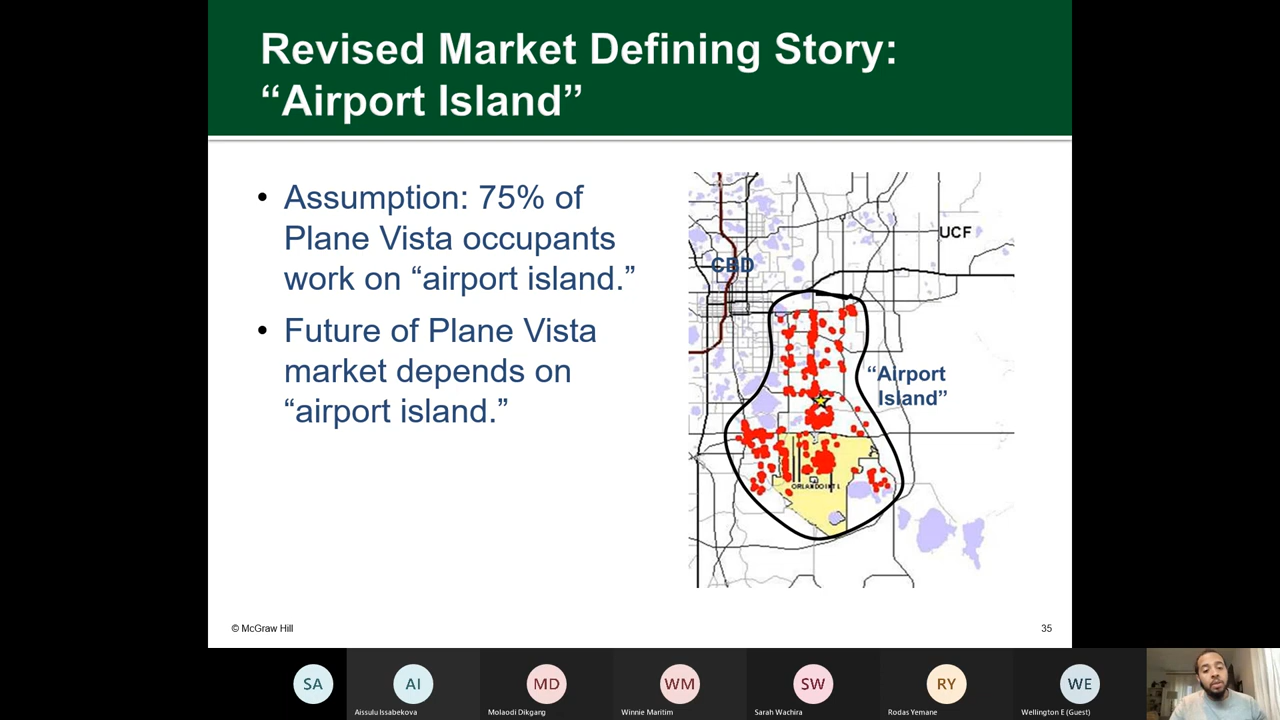 Revised Market Defining Story:
“Airport Island”
• Assumption: 75% of
Plane Vista occupants
work on “airport island.”
• Future of Plane Vista
market depends on
“airport island.”
UCF
CBD
“Airport
Island”
ORLANDO INT L
© McGraw Hill
35
SA
AI
MD
WM
SW
RY
WE
Aissulu Issabekova
Molaodi Dikgang
Winnie Maritim
Sarah Wachira
Rodas Yemane
Wellington E (Guest)